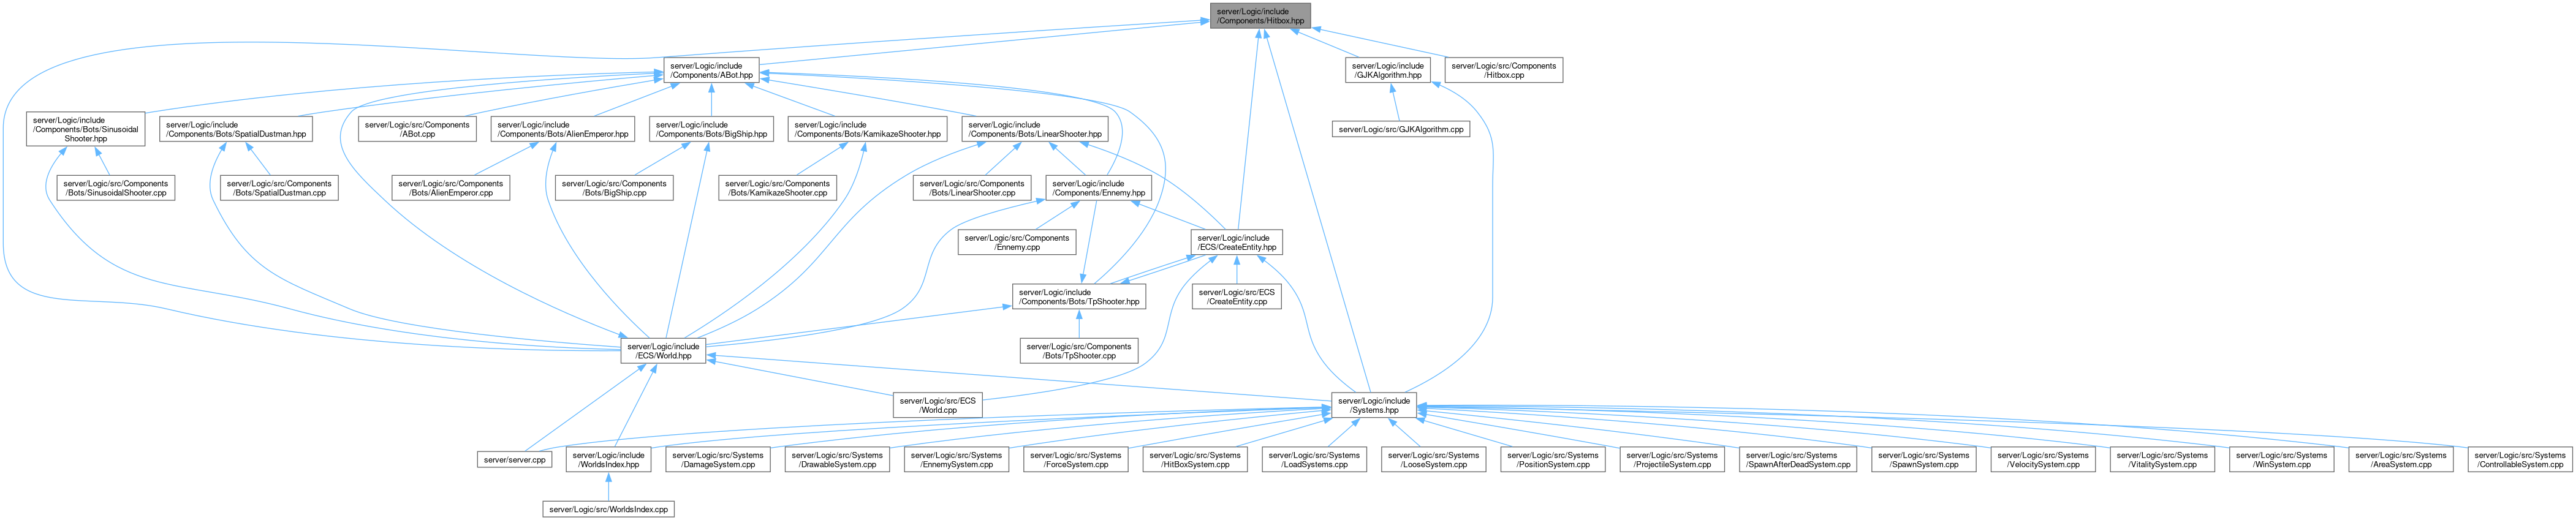 server/Logic/include
/Components/Hitbox.hpp
server/Logic/include
/Components/ABot.hpp
server/Logic/include
/GJKAlgorithm.hpp
server/Logic/src/Components
/Hitbox.cpp
server/Logic/include
/Components/Bots/Sinusoidal
Shooter.hpp
server/Logic/include
/Components/Bots/SpatialDustman.hpp
server/Logic/src/Components
/ABot.cpp
server/Logic/include
/Components/Bots/AlienEmperor.hpp
server/Logic/include
/Components/Bots/BigShip.hpp
server/Logic/include
/Components/Bots/KamikazeShooter.hpp
server/Logic/include
/Components/Bots/LinearShooter.hpp
server/Logic/src/GJKAlgorithm.cpp
server/Logic/src/Components
/Bots/SinusoidalShooter.cpp
server/Logic/src/Components
/Bots/SpatialDustman.cpp
server/Logic/src/Components
/Bots/AlienEmperor.cpp
server/Logic/src/Components
/Bots/BigShip.cpp
server/Logic/src/Components
/Bots/KamikazeShooter.cpp
server/Logic/src/Components
/Bots/LinearShooter.cpp
server/Logic/include
/Components/Ennemy.hpp
server/Logic/src/Components
/Ennemy.cpp
server/Logic/include
/ECS/CreateEntity.hpp
server/Logic/include
/Components/Bots/TpShooter.hpp
server/Logic/src/ECS
/CreateEntity.cpp
server/Logic/include
/ECS/World.hpp
server/Logic/src/Components
/Bots/TpShooter.cpp
server/Logic/src/ECS
/World.cpp
server/Logic/include
/Systems.hpp
server/server.cpp
server/Logic/include
/WorldsIndex.hpp
server/Logic/src/Systems
/DamageSystem.cpp
server/Logic/src/Systems
/DrawableSystem.cpp
server/Logic/src/Systems
/EnnemySystem.cpp
server/Logic/src/Systems
/ForceSystem.cpp
server/Logic/src/Systems
/HitBoxSystem.cpp
server/Logic/src/Systems
/LoadSystems.cpp
server/Logic/src/Systems
/LooseSystem.cpp
server/Logic/src/Systems
/PositionSystem.cpp
server/Logic/src/Systems
/ProjectileSystem.cpp
server/Logic/src/Systems
/SpawnAfterDeadSystem.cpp
server/Logic/src/Systems
/SpawnSystem.cpp
server/Logic/src/Systems
/VelocitySystem.cpp
server/Logic/src/Systems
/VitalitySystem.cpp
server/Logic/src/Systems
/WinSystem.cpp
server/Logic/src/Systems
/AreaSystem.cpp
server/Logic/src/Systems
/ControllableSystem.cpp
server/Logic/src/WorldsIndex.cpp